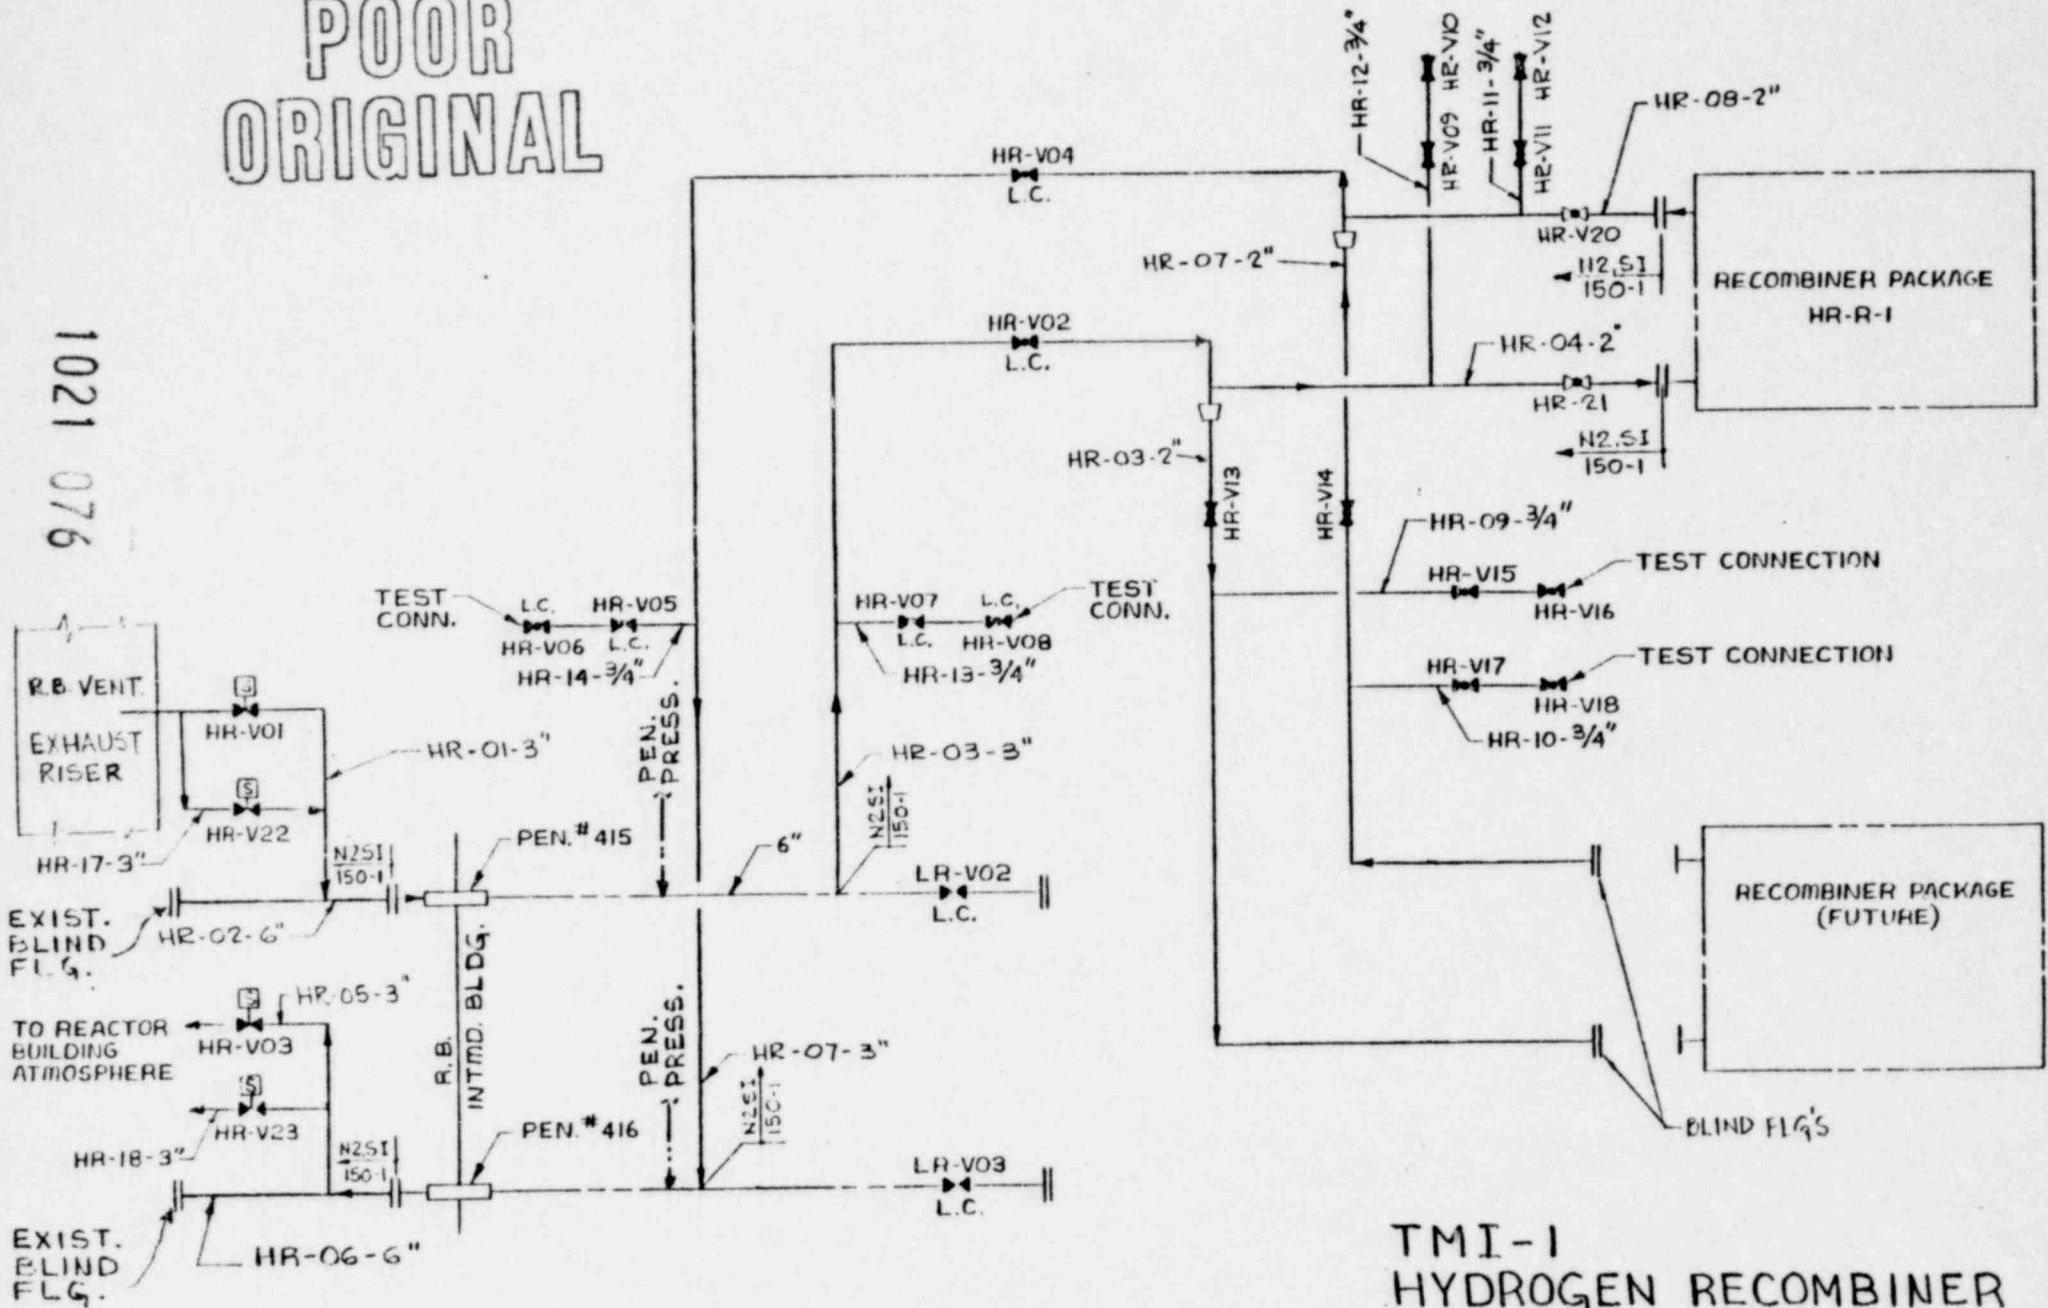 POOR
ORIGINAL
1021 076
HR-12-3/4"
HR-V09 HR-V10
HR-11-3/4"
HR-V11 HR-V12
HR-08-2"
HR-V04
L.C.
HR-V20
HR-07-2"
112,SI
150-1
RECOMBINER PACKAGE
HR-R-1
HR-V02
L.C.
HR-04-2"
HR-21
N2.SI
150-1
HR-03-2"
HR-V13
HR-V14
HR-09-3/4"
HR-V15
HR-V16
TEST CONNECTION
HR-V17
HR-V18
TEST CONNECTION
HR-10-3/4"
TEST
CONN.
L.C.
HR-V06
HR-V05
L.C.
HR-14-3/4"
HR-V07
L.C.
L.C.
HR-V08
TEST
CONN.
HR-13-3/4"
R.B. VENT.
EXHAUST
RISER
S
HR-V01
HR-01-3"
S
HR-V22
HR-17-3"
PEN.
PRESS.
HR-03-3"
N2SI
150-1
N2SI
150-1
PEN.#415
6"
LR-V02
L.C.
EXIST.
BLIND
FLG.
HR-02-6"
RECOMBINER PACKAGE
(FUTURE)
S
HR-05-3"
TO REACTOR
BUILDING
ATMOSPHERE
HR-V03
S
HR-V23
HR-18-3"
R.B.
INTMD. BLDG.
PEN.
PRESS.
HR-07-3"
N2SI
150-1
N2SI
150-1
PEN.#416
LR-V03
L.C.
BLIND FLG'S
EXIST.
BLIND
FLG.
HR-06-6"
TMI-1
HYDROGEN RECOMBINER